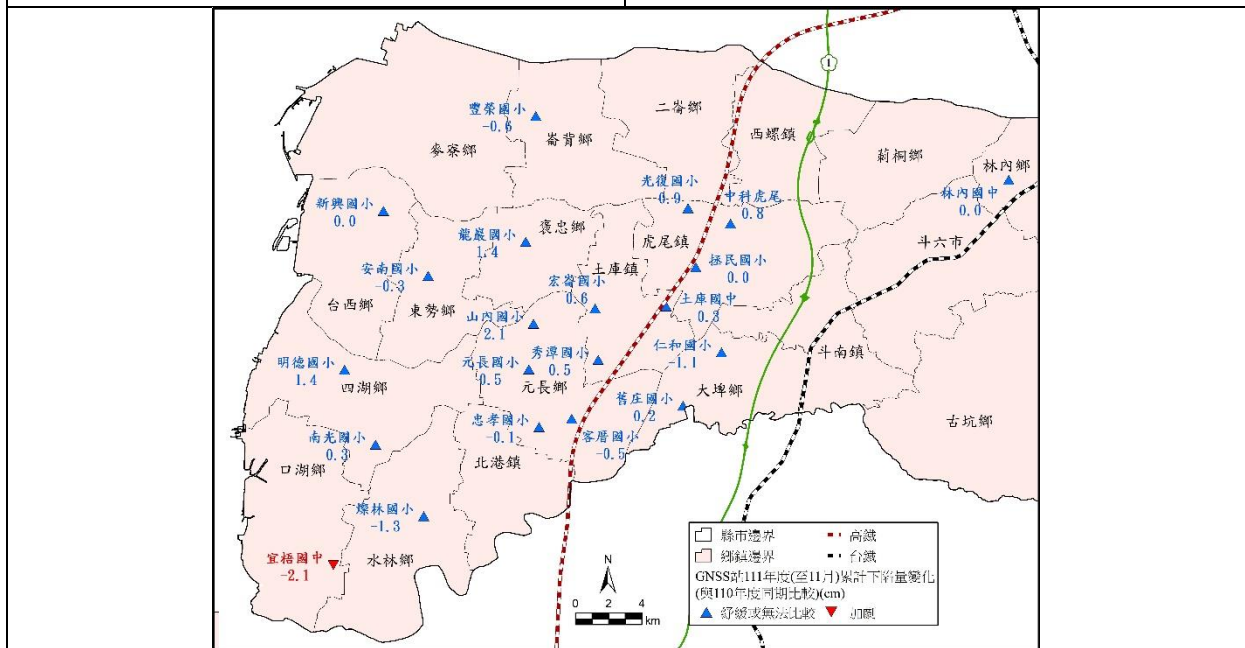 1
二崙鄉
豐榮國小
-0.6
崙背鄉
西螺鎮
麥寮鄉
莿桐鄉
林內鄉
光復國小
0.9
中科虎尾
0.8
林內國中
0.0
新興國小
0.0
褒忠鄉
龍巖國小
1.4
虎尾鎮
斗六市
土庫鎮
拯民國小
0.0
安南國小
-0.3
宏崙國小
0.6
台西鄉
東勢鄉
土庫國中
0.3
山內國小
2.1
仁和國小
-1.1
斗南鎮
明德國小
1.4
元長國小
0.5
秀潭國小
0.5
四湖鄉
元長鄉
大埤鄉
舊庄國小
0.2
古坑鄉
忠孝國小
-0.1
客厝國小
-0.5
南光國小
0.3
口湖鄉
北港鎮
燦林國小
-1.3
宜梧國中
-2.1
水林鄉
N
0 2 4
km
縣市邊界 高鐵
鄉鎮邊界 台鐵
GNSS站111年度(至11月)累計下陷量變化
(與110年度同期比較)(cm)
紓緩或無法比較 加劇